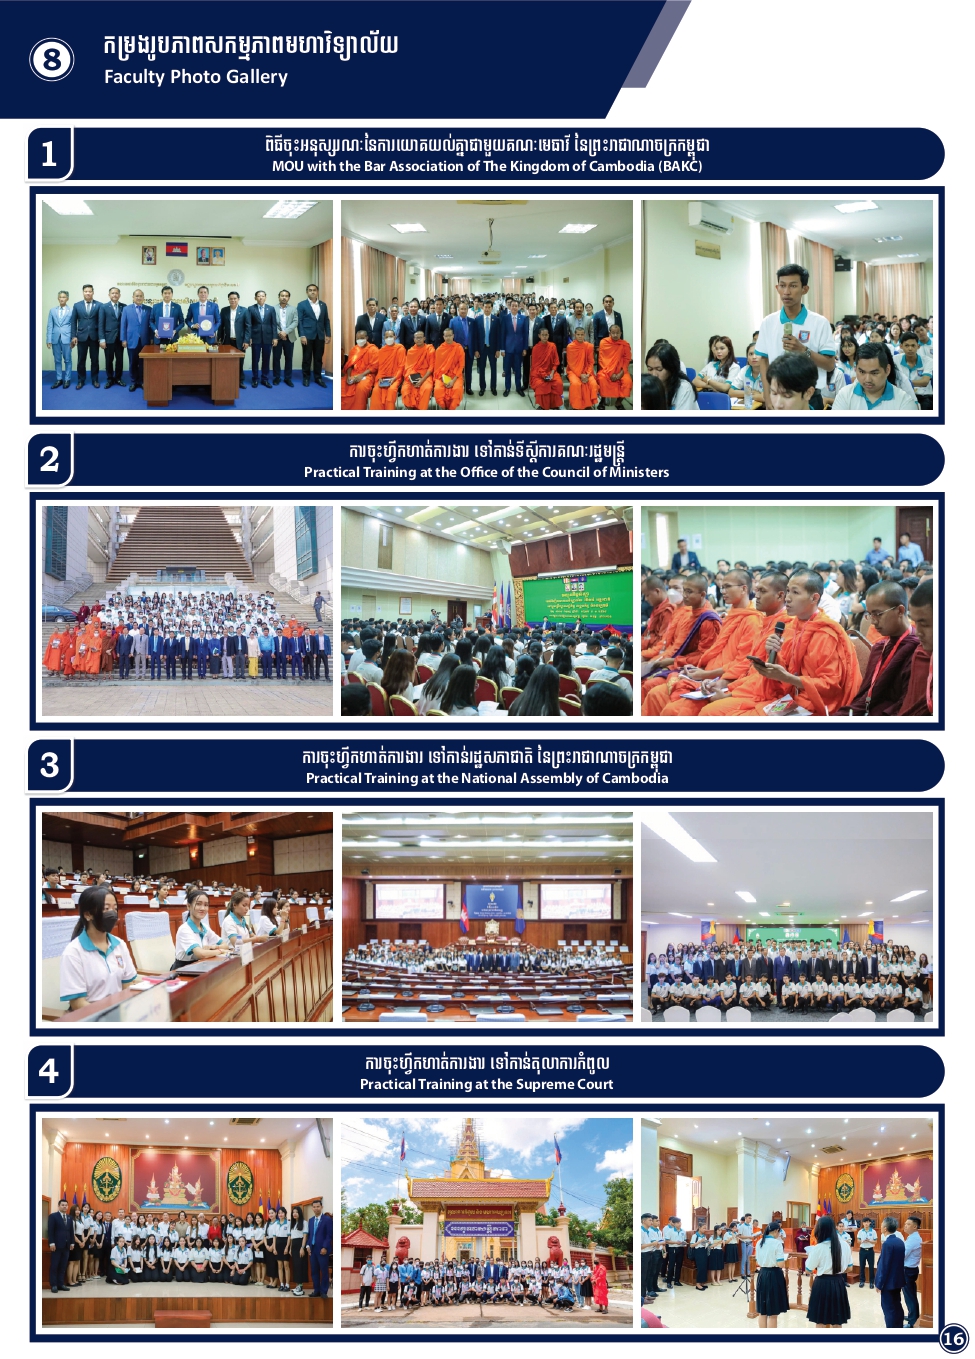 8
កម្រងរូបភាពសកម្មភាពមហាវិទ្យាល័យ
Faculty Photo Gallery
1
ពិធីចុះអនុស្សរណៈនៃការយោគយល់គ្នាជាមួយគណៈមេធាវី នៃព្រះរាជាណាចក្រកម្ពុជា
MOU with the Bar Association of The Kingdom of Cambodia (BAKC)
2
ការចុះហ្វឹកហាត់ការងារ ទៅកាន់ទីស្តីការគណៈរដ្ឋមន្ត្រី
Practical Training at the Office of the Council of Ministers
3
ការចុះហ្វឹកហាត់ការងារ ទៅកាន់រដ្ឋសភាជាតិ នៃព្រះរាជាណាចក្រកម្ពុជា
Practical Training at the National Assembly of Cambodia
4
ការចុះហ្វឹកហាត់ការងារ ទៅកាន់តុលាការកំពូល
Practical Training at the Supreme Court
16